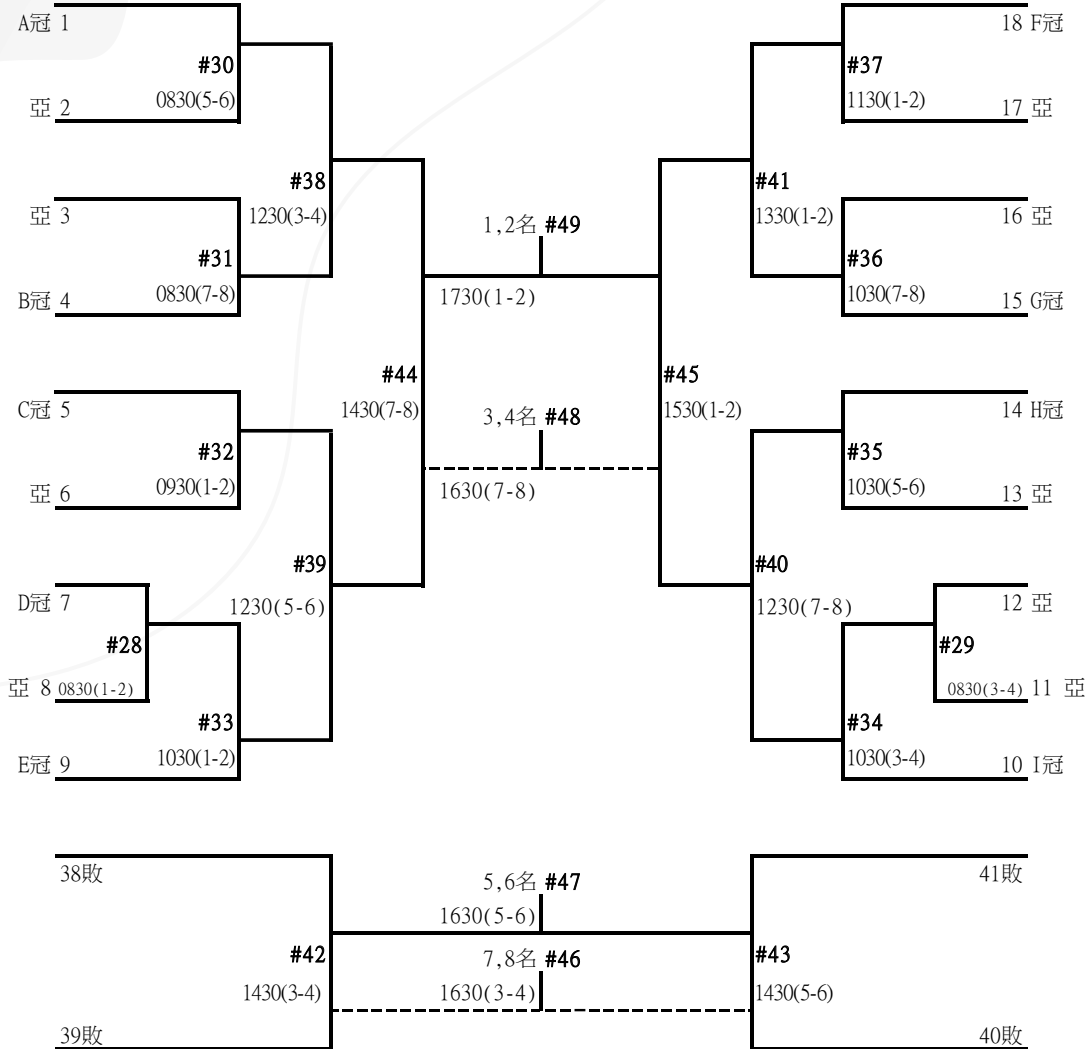 A冠 1
#30
0830(5-6)
亞 2
亞 3
#31
0830(7-8)
B冠 4
#38
1230(3-4)
C冠 5
#32
0930(1-2)
亞 6
D冠 7
#28
亞 8 0830(1-2)
#33
1030(1-2)
E冠 9
#39
1230(5-6)
#44
1430(7-8)
1,2名 #49
1730(1-2)
3,4名 #48
1630(7-8)
#45
1530(1-2)
18 F冠
#37
1130(1-2)
17 亞
#41
1330(1-2)
16 亞
#36
1030(7-8)
15 G冠
14 H冠
#35
1030(5-6)
13 亞
#40
1230(7-8)
12 亞
#29
0830(3-4) 11 亞
#34
1030(3-4)
10 I冠
38敗
#42
1430(3-4)
39敗
5,6名 #47
1630(5-6)
7,8名 #46
1630(3-4)
41敗
#43
1430(5-6)
40敗